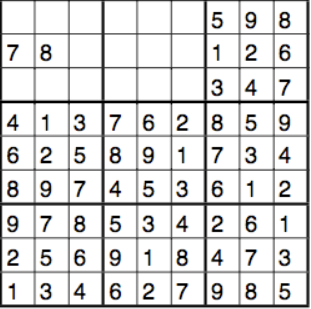 5 9 8
7 8 1 2 6
3 4 7
4 1 3 7 6 2 8 5 9
6 2 5 8 9 1 7 3 4
8 9 7 4 5 3 6 1 2
9 7 8 5 3 4 2 6 1
2 5 6 9 1 8 4 7 3
1 3 4 6 2 7 9 8 5